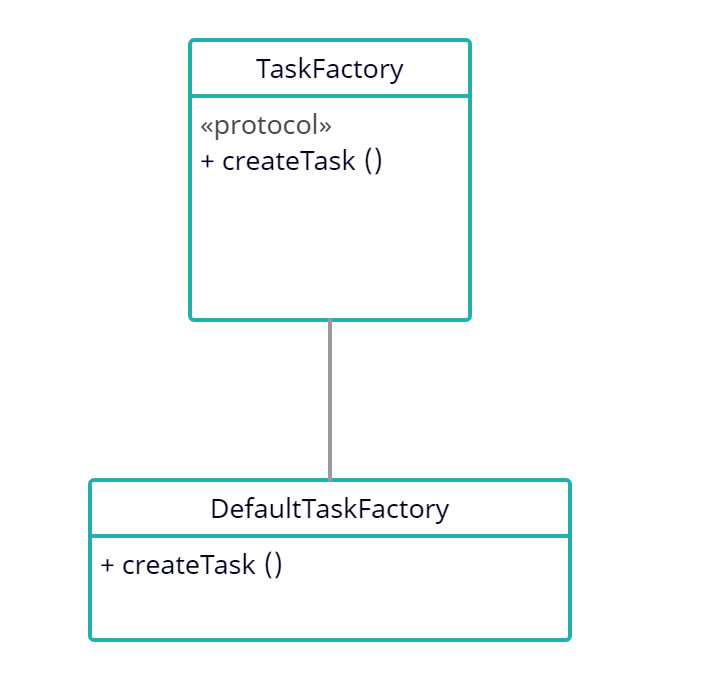 TaskFactory
«protocol»
+ createTask ()
DefaultTaskFactory
+ createTask ()